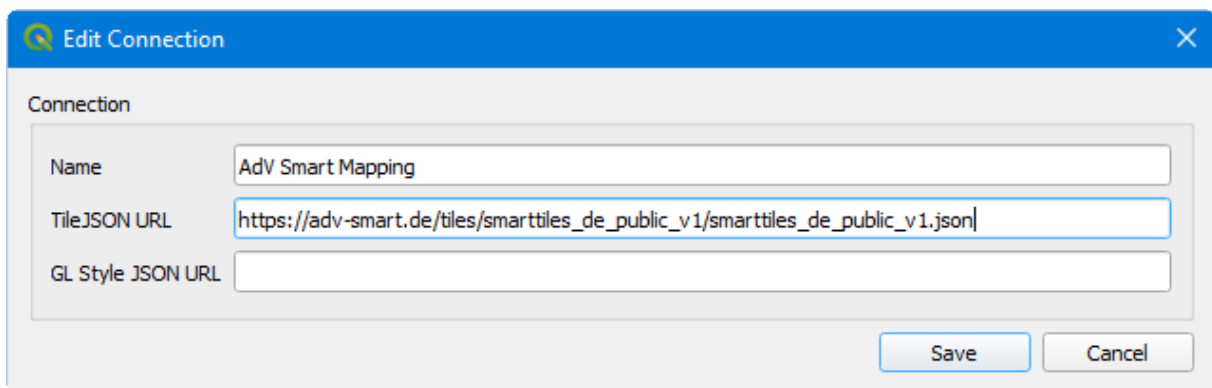 Edit Connection
Connection
Name AdV Smart Mapping
TileJSON URL https://adv-smart.de/tiles/smarttiles_de_public_v1/smarttiles_de_public_v1.json
GL Style JSON URL
Save Cancel